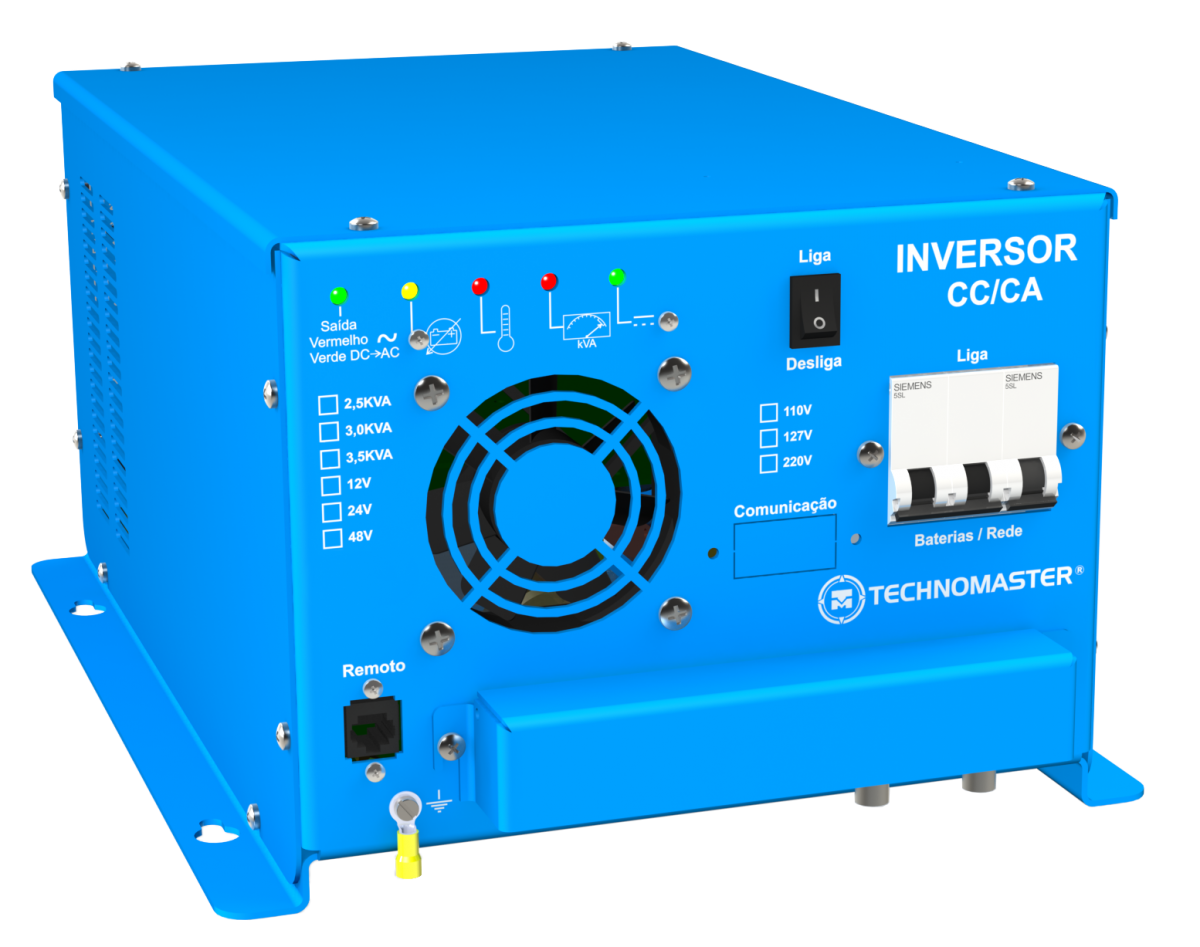 INVERSOR
CC/CA
Liga
Desliga
Saída
Vermelho
Verde DC→AC
kVA
2,5KVA
3,0KVA
3,5KVA
12V
24V
48V
110V
127V
220V
Liga
SIEMENS
5SL
SIEMENS
5SL
Baterias / Rede
Comunicação
TECHNOMASTER®
Remoto